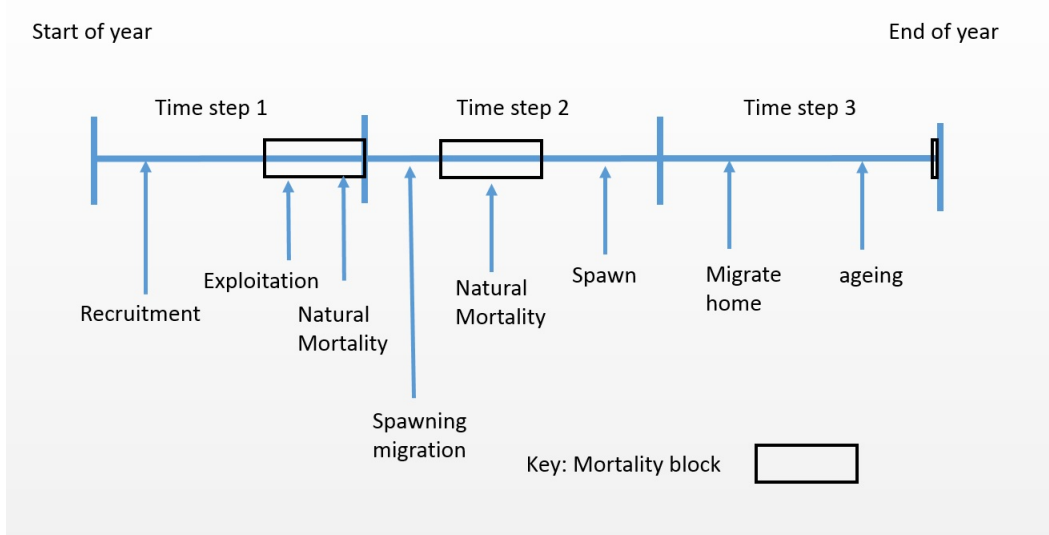 Start of year
End of year
Time step 1
Time step 2
Time step 3
Exploitation
Recruitment
Natural
Mortality
Spawning
migration
Natural
Mortality
Spawn
Migrate
home
ageing
Key: Mortality block